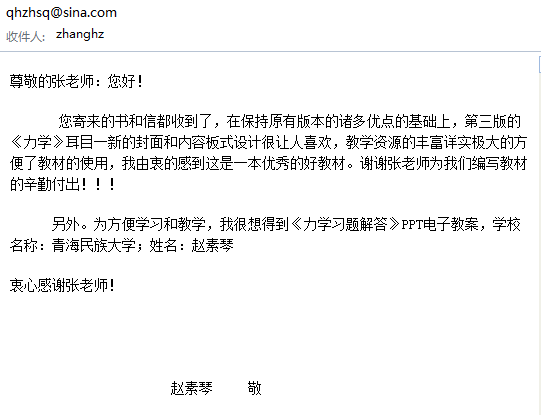 qhzhsq@sina.com
收件人： zhanghz
尊敬的张老师：您好！
您寄来的书和信都收到了，在保持原有版本的诸多优点的基础上，第三版的
《力学》耳目一新的封面和内容板式设计很让人喜欢，教学资源的丰富详实极大的方
便了教材的使用，我由衷的感到这是一本优秀的好教材。谢谢张老师为我们编写教材
的辛勤付出！！！
另外。为方便学习和教学，我很想得到《力学习题解答》PPT电子教案，学校
名称：青海民族大学；姓名：赵素琴
衷心感谢张老师！
赵素琴 敬